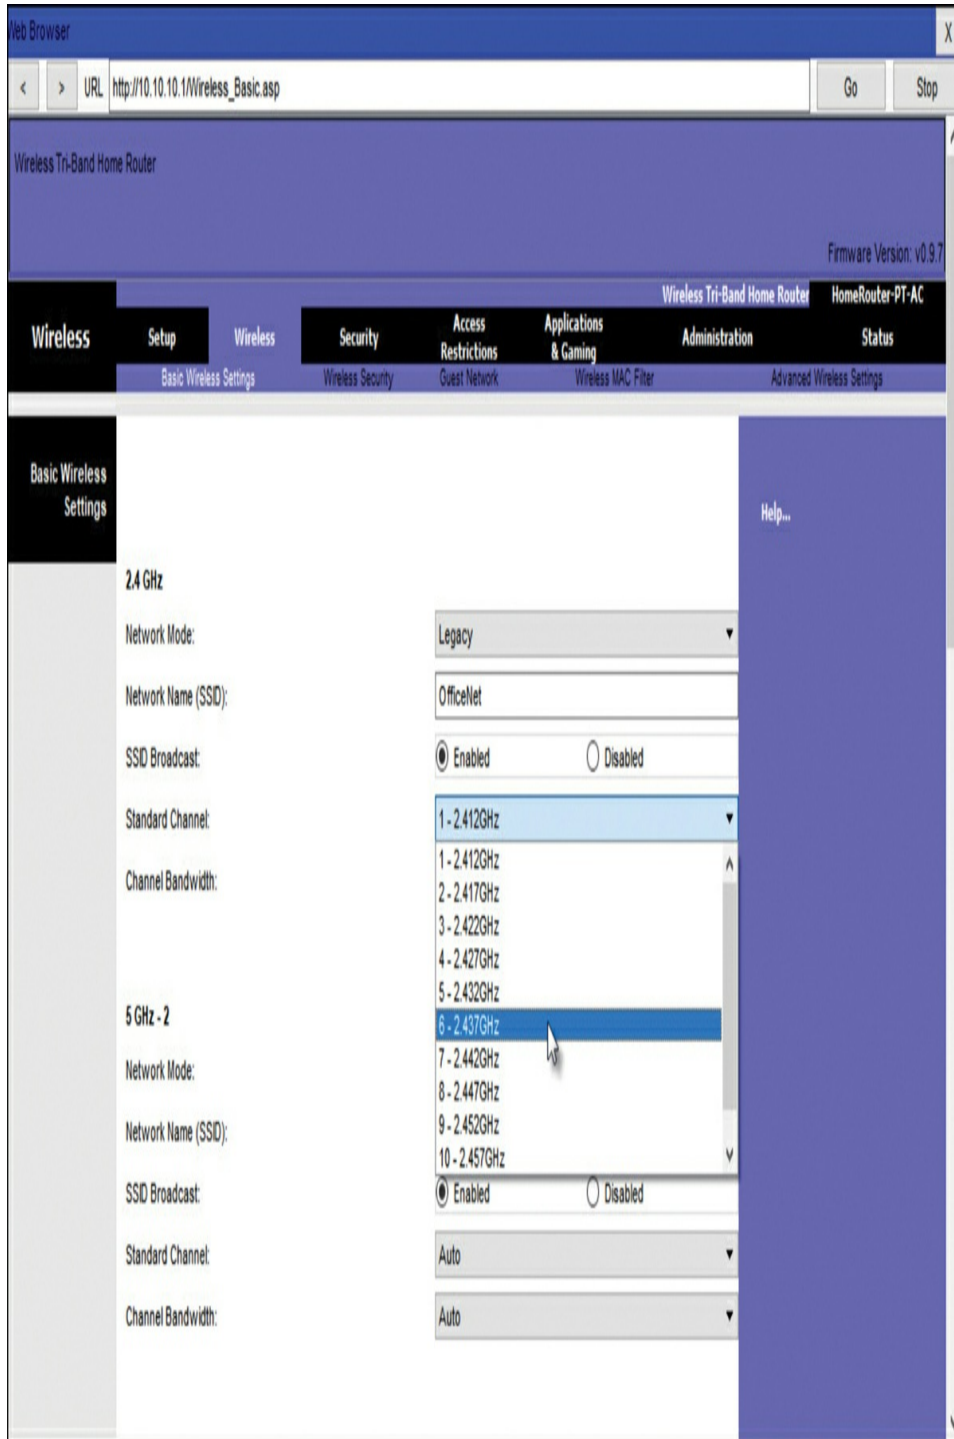 Web Browser X
< > URL http://10.10.10.1/Wireless_Basic.asp Go Stop
Wireless Tri-Band Home Router
Firmware Version: v0.9.7
Wireless Tri-Band Home Router HomeRouter-PT-AC
Wireless Setup Wireless Security Access Restrictions Applications & Gaming Administration Status
Basic Wireless Settings Wireless Security Guest Network Wireless MAC Filter Advanced Wireless Settings
Basic Wireless
Settings
Help...
2.4 GHz
Network Mode: Legacy
Network Name (SSID): OfficeNet
SSID Broadcast: Enabled Disabled
Standard Channel: 1 - 2.412GHz
1 - 2.412GHz
Channel Bandwidth:
2 - 2.417GHz
3 - 2.422GHz
4 - 2.427GHz
5 - 2.432GHz
5 GHz - 2
6 - 2.437GHz
7 - 2.442GHz
Network Mode:
8 - 2.447GHz
9 - 2.452GHz
Network Name (SSID):
10 - 2.457GHz
SSID Broadcast: Enabled Disabled
Standard Channel: Auto
Channel Bandwidth: Auto